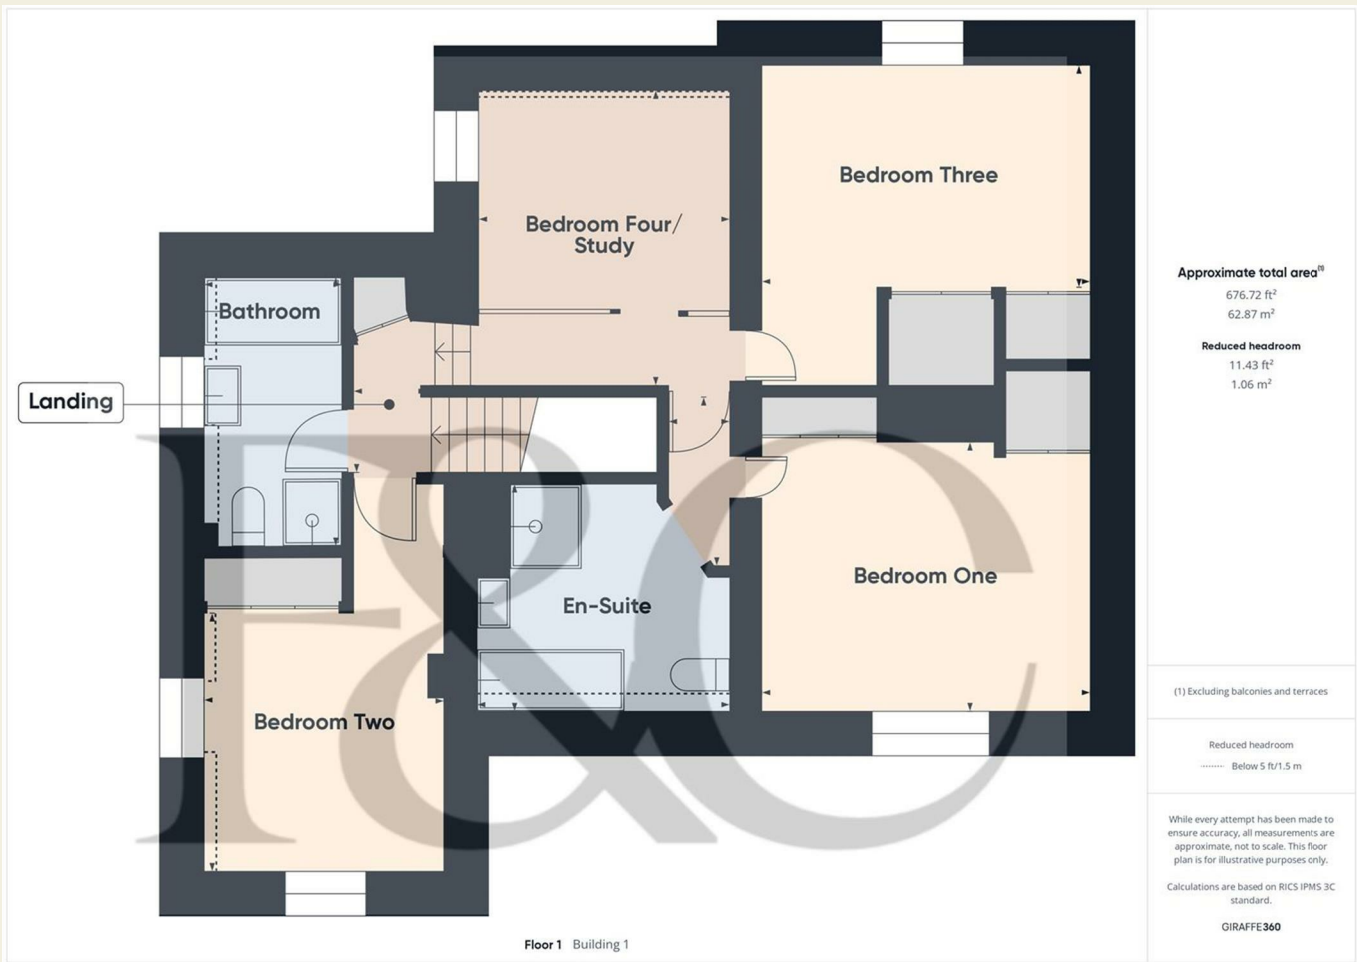 Bedroom Three
Bedroom Four/
Study
Bathroom
Landing
Bedroom One
En-Suite
Bedroom Two
F&C
Floor 1 Building 1
Approximate total area(1)
676.72 ft²
62.87 m²
Reduced headroom
11.43 ft²
1.06 m²
(1) Excluding balconies and terraces
Reduced headroom
Below 5 ft/1.5 m
While every attempt has been made to
ensure accuracy, all measurements are
approximate, not to scale. This floor
plan is for illustrative purposes only.
Calculations are based on RICS IPMS 3C
standard.
GIRAFFE360